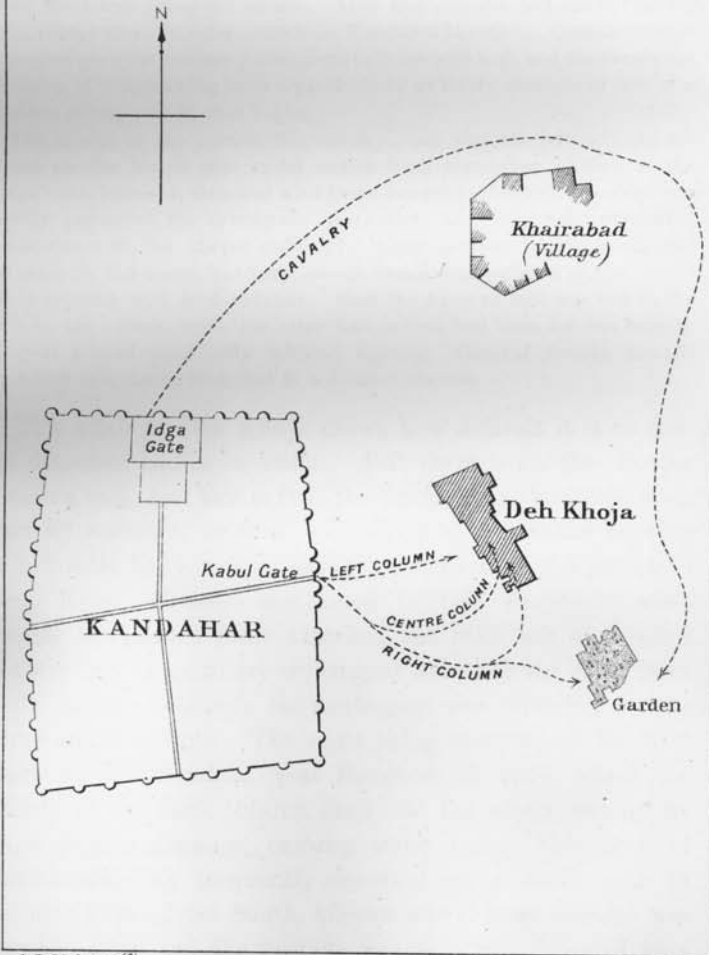 N
CAVALRY
Khairabad
(Village)
Idga
Gate
Deh Khoja
Kabul Gate
LEFT COLUMN
CENTRE COLUMN
KANDAHAR
RIGHT COLUMN
Garden